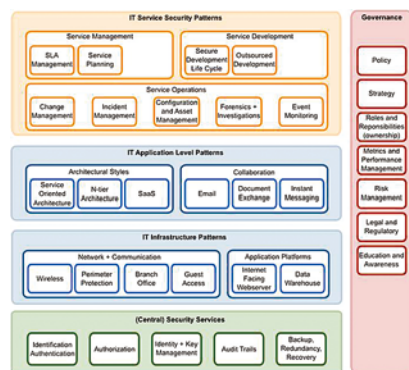 IT Service Security Patterns
Service Management
SLA
Management
Service
Planning
Service Development
Secure
Development
Life Cycle
Outsourced
Development
Service Operations
Change
Management
Incident
Management
Configuration
and Asset
Management
Forensics +
Investigations
Event
Monitoring
IT Application Level Patterns
Architectural Styles
Service
Oriented
Architecture
N-tier
Architecture
SaaS
Collaboration
Email
Document
Exchange
Instant
Messaging
IT Infrastructure Patterns
Network + Communication
Wireless
Perimeter
Protection
Branch
Office
Guest
Access
Application Platforms
Internet
Facing
Webserver
Data
Warehouse
(Central) Security Services
Identification
Authentication
Authorization
Identity + Key
Management
Audit Trails
Backup,
Redundancy,
Recovery
Governance
Policy
Strategy
Roles and
Reponsibilities
(ownership)
Metrics and
Performance
Management
Risk
Management
Legal and
Regulatory
Education and
Awareness